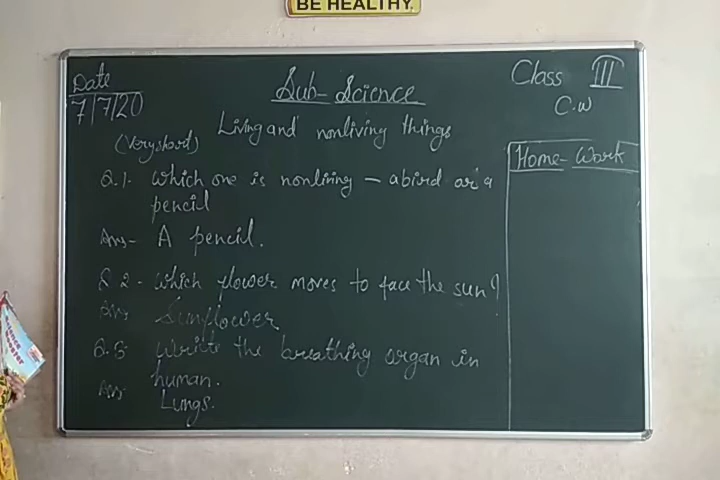 BE HEALTHY.
Date
7/7/20
Sub- Science
Class III
C.W
Living and nonliving things
(Very short)
Home- Work
Q.1. Which one is nonliving – a bird or a
pencil
Ans- A pencil.
Q 2 - Which flower moves to face the sun?
Ans Sunflower
Q.3 Write the breathing organ in
human.
Ans- Lungs.